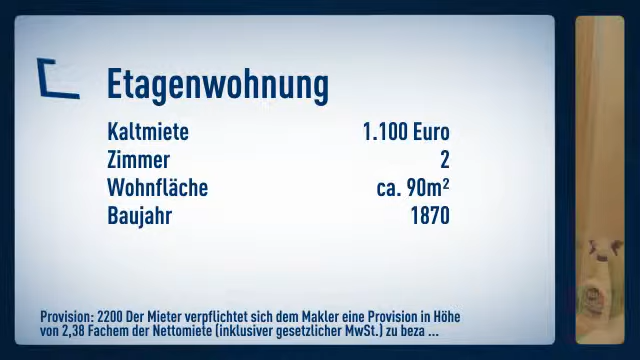 Etagenwohnung
Kaltmiete 1.100 Euro
Zimmer 2
Wohnfläche ca. 90m²
Baujahr 1870
Provision: 2200 Der Mieter verpflichtet sich dem Makler eine Provision in Höhe
von 2,38 Fachem der Nettomiete (inklusiver gesetzlicher MwSt.) zu beza ...